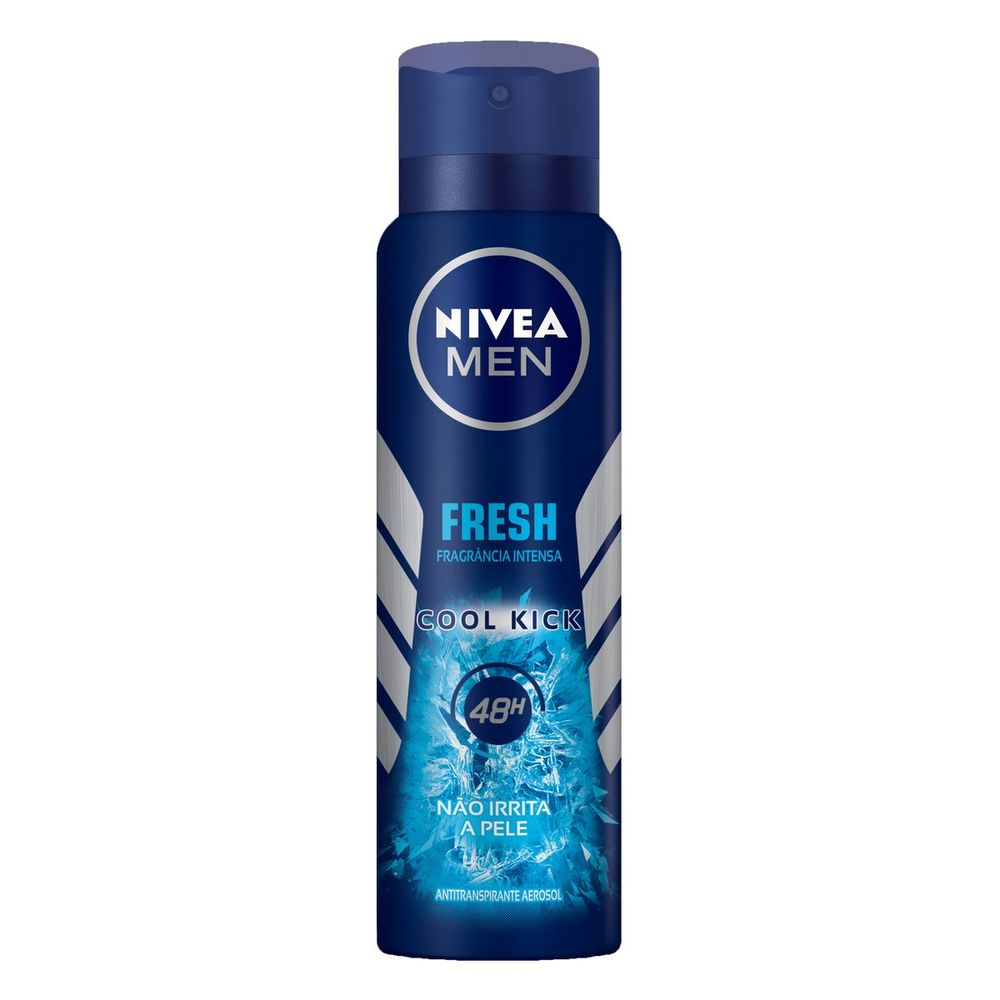 NIVEA
MEN
FRESH
FRAGRÂNCIA INTENSA
COOL KICK
48H
NÃO IRRITA
A PELE
ANTITRANSPIRANTE AEROSOL